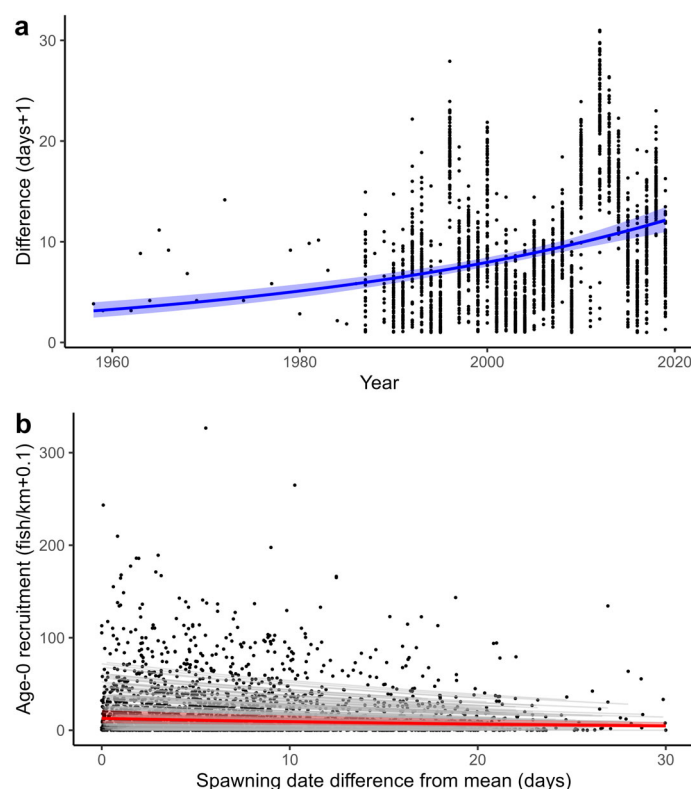 a
Difference (days+1)
30
20
10
0
1960
1980
2000
2020
Year
b
Age-0 recruitment (fish/km+0.1)
300
200
100
0
0
10
20
30
Spawning date difference from mean (days)